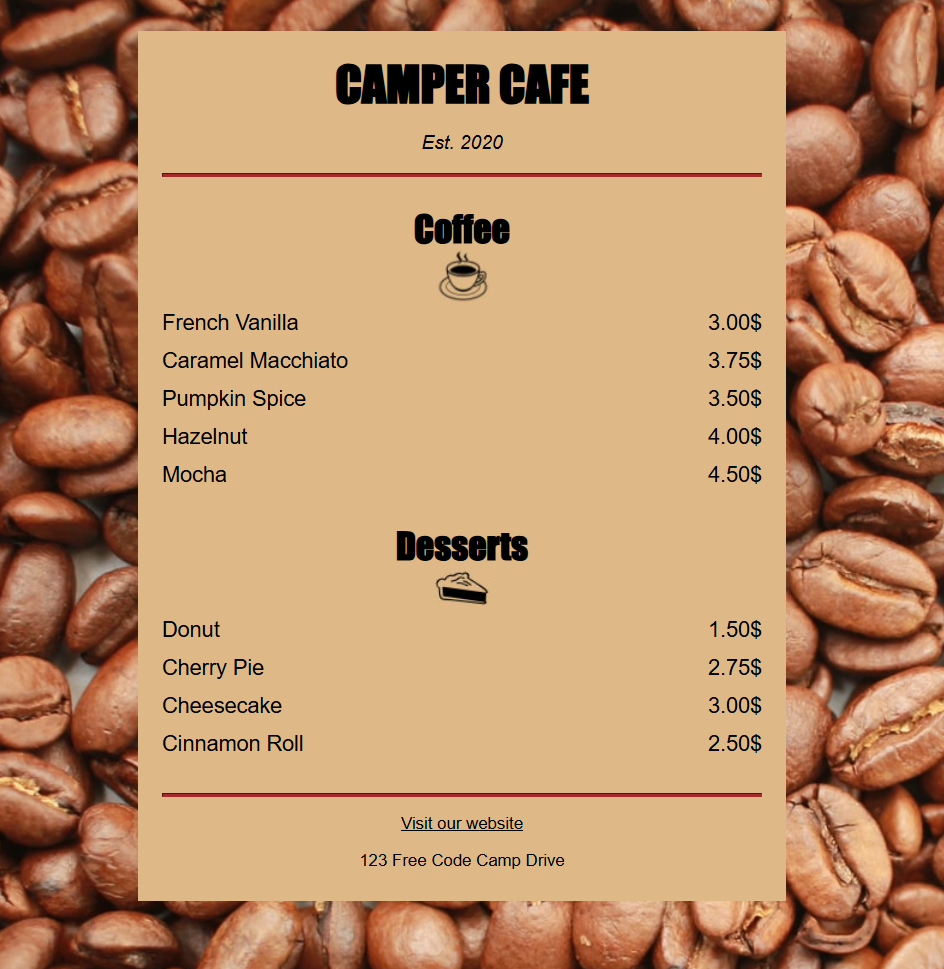 CAMPER CAFE
Est. 2020
Coffee
French Vanilla 3.00$
Caramel Macchiato 3.75$
Pumpkin Spice 3.50$
Hazelnut 4.00$
Mocha 4.50$
Desserts
Donut 1.50$
Cherry Pie 2.75$
Cheesecake 3.00$
Cinnamon Roll 2.50$
Visit our website
123 Free Code Camp Drive